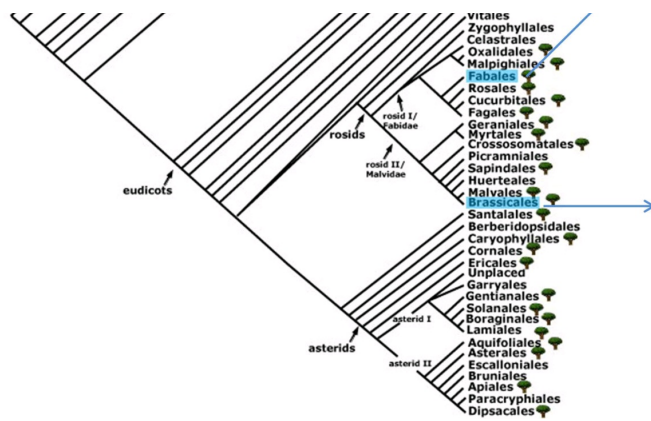 Vitales
Zygophyllales
Celastrales
Oxalidales
Malpighiales
Fabales
Rosales
Cucurbitales
Fagales
Geraniales
Myrtales
Crossosomatales
Picramniales
Sapindales
Huerteales
Malvales
Brassicales
Santalales
Berberidopsidales
Caryophyllales
Cornales
Ericales
Unplaced
Garryales
Gentianales
Solanales
Boraginales
Lamiales
Aquifoliales
Asterales
Escalloniales
Bruniales
Apiales
Paracryphiales
Dipsacales
rosid I/
Fabidae
rosids
rosid II/
Malvidae
eudicots
asterid I
asterids
asterid II